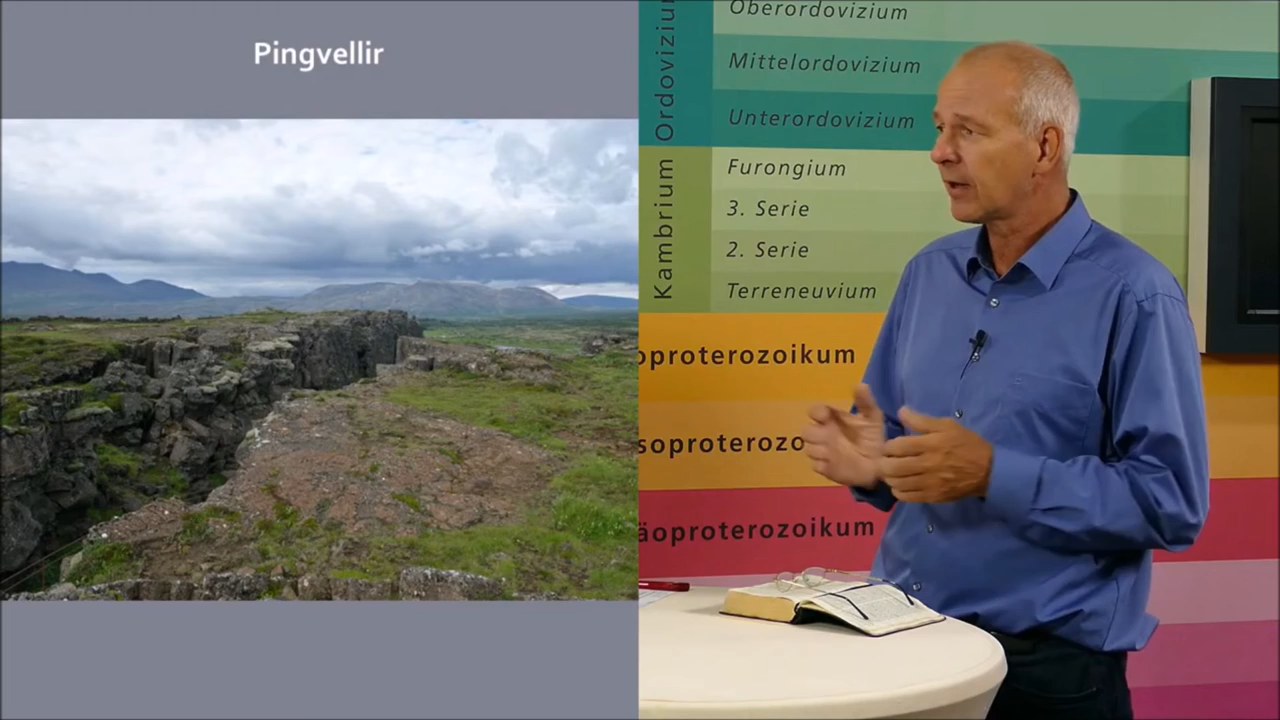 Pingvellir
Oberordovizium
Mittelordovizium
Unterordovizium
Ordovizium
Furongium
3. Serie
2. Serie
Terreneuvium
Kambrium
oproterozoikum
soproterozo
äoproterozoikum